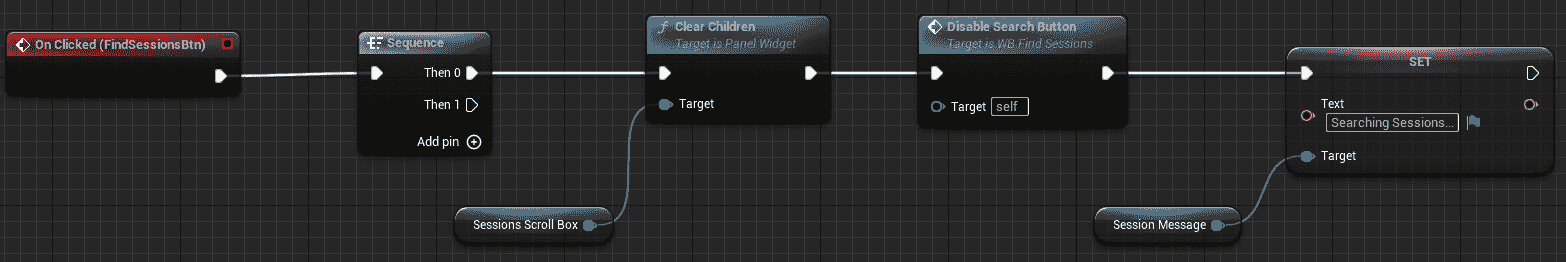 On Clicked (FindSessionsBtn)
Sequence
Then 0
Then 1
Add pin
Clear Children
Target is Panel Widget
Target
Sessions Scroll Box
Disable Search Button
Target is WB Find Sessions
Target self
SET
Text
Searching Sessions...
Target
Session Message